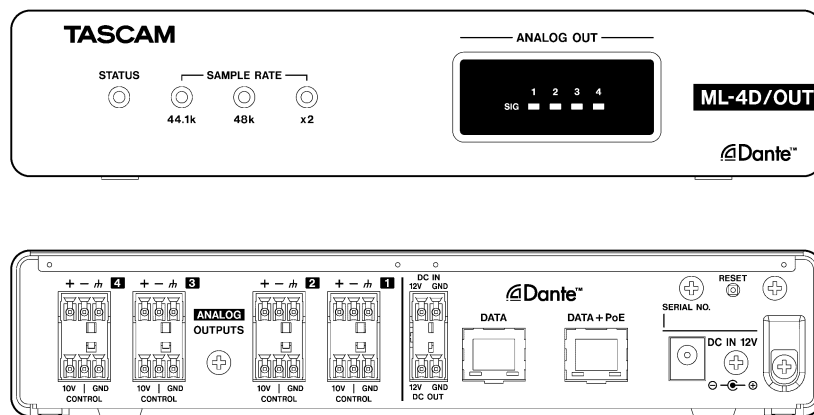 TASCAM
ANALOG OUT
STATUS
SAMPLE RATE
1 2 3 4
SIG
ML-4D/OUT
44.1k 48k x2
Dante™
DC IN
12V GND
RESET
+ − 4
+ − 3
+ − 2
+ − 1
Dante™
SERIAL NO.
ANALOG
OUTPUTS
DATA
DATA + PoE
DC IN 12V
10V | GND
CONTROL
10V | GND
CONTROL
10V | GND
CONTROL
10V | GND
CONTROL
12V GND
DC OUT